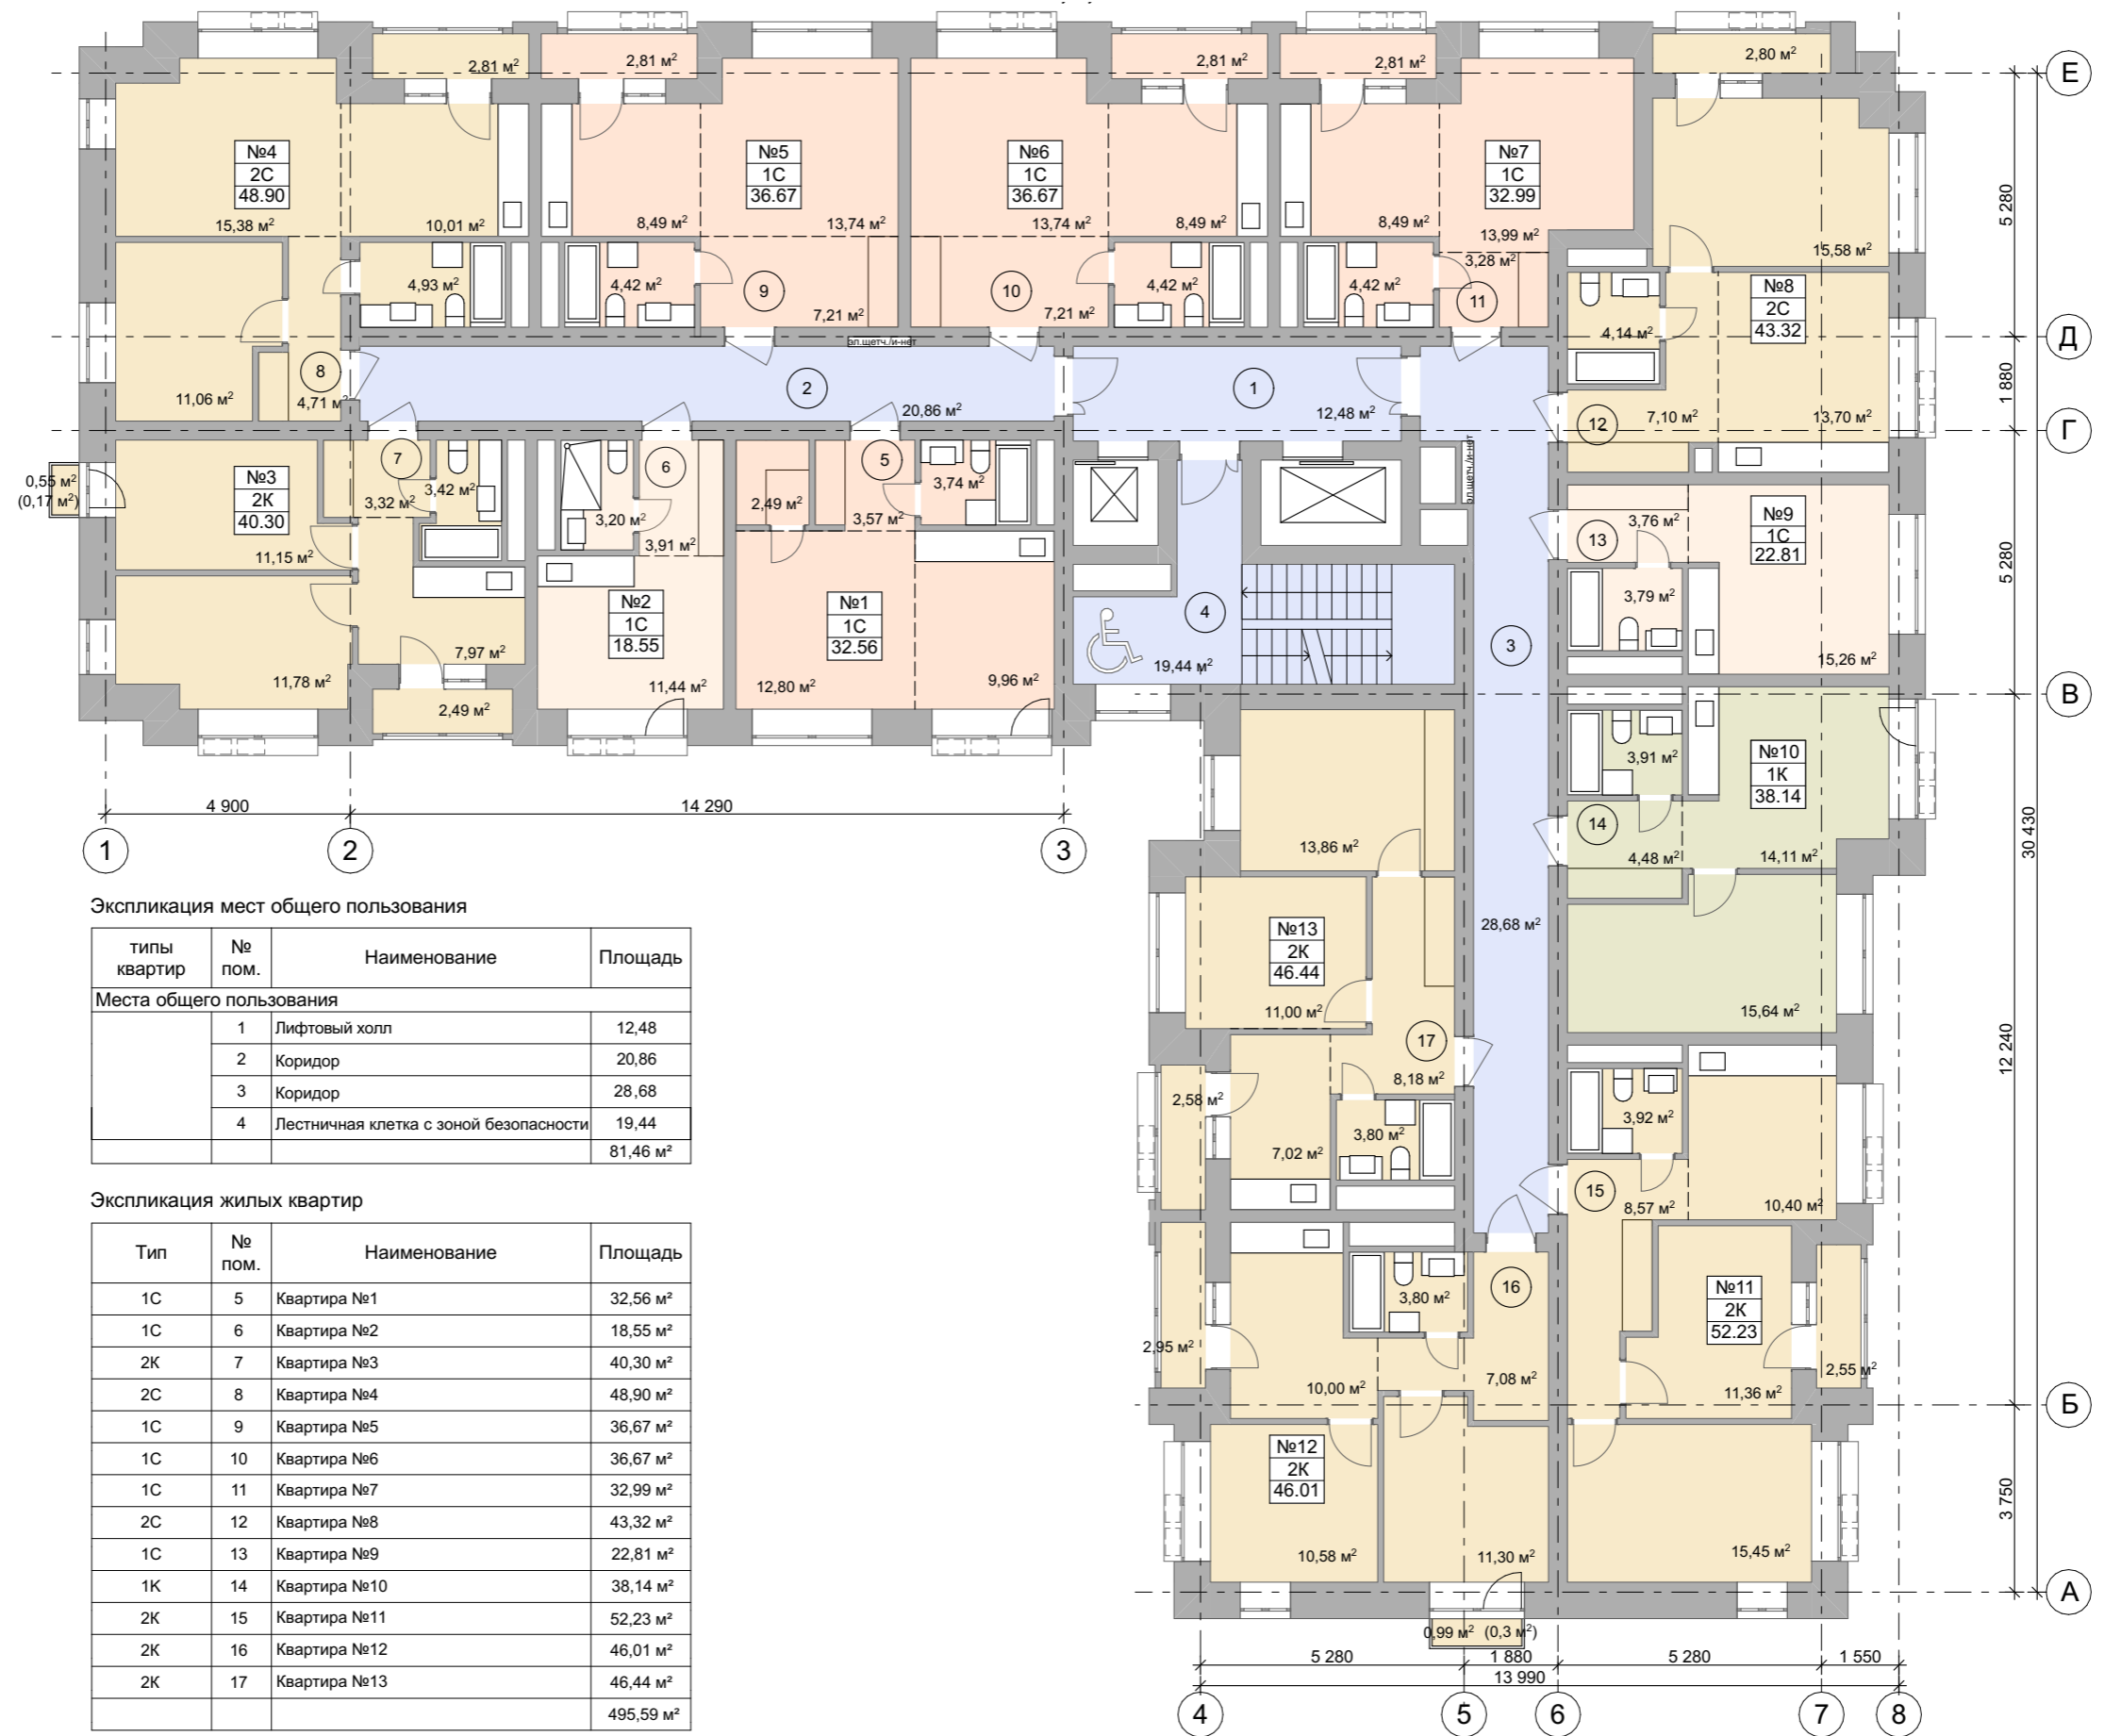 2,81 м²
2,81 м²
2,81 м²
2,81 м²
2,80 м²
Е
№4
2С
48.90
15,38 м²
10,01 м²
№5
1С
36.67
8,49 м²
13,74 м²
№6
1С
36.67
13,74 м²
8,49 м²
№7
1С
32.99
8,49 м²
13,99 м²
3,28 м²
15,58 м²
5 280
4,93 м²
4,42 м²
9
7,21 м²
10
7,21 м²
4,42 м²
4,42 м²
11
№8
2С
43.32
4,14 м²
эл.щетч./и-нет
Д
8
11,06 м²
4,71 м²
2
20,86 м²
1
12,48 м²
12
7,10 м²
13,70 м²
1 880
Г
0,55 м²
(0,17 м²)
№3
2К
40.30
7
3,32 м²
3,42 м²
11,15 м²
6
3,20 м²
3,91 м²
2,49 м²
5
3,57 м²
3,74 м²
эл.щетч./и-нет
13
3,76 м²
№9
1С
22.81
3,79 м²
15,26 м²
5 280
№2
1С
18.55
№1
1С
32.56
4
19,44 м²
3
7,97 м²
11,78 м²
2,49 м²
11,44 м²
12,80 м²
9,96 м²
В
3,91 м²
№10
1К
38.14
14
4,48 м²
14,11 м²
4 900
14 290
1
2
3
30 430
13,86 м²
28,68 м²
№13
2К
46.44
11,00 м²
17
8,18 м²
15,64 м²
12 240
2,58 м²
7,02 м²
3,80 м²
3,92 м²
15
8,57 м²
10,40 м²
16
3,80 м²
2,95 м²
10,00 м²
7,08 м²
№11
2К
52.23
11,36 м²
2,55 м²
Б
№12
2К
46.01
10,58 м²
11,30 м²
15,45 м²
3 750
А
0,99 м² (0,3 м²)
5 280
1 880
5 280
1 550
13 990
4
5
6
7
8
Экспликация мест общего пользования
типы квартир № пом. Наименование Площадь
Места общего пользования
1 Лифтовый холл 12,48
2 Коридор 20,86
3 Коридор 28,68
4 Лестничная клетка с зоной безопасности 19,44
81,46 м²
Экспликация жилых квартир
Тип № пом. Наименование Площадь
1С 5 Квартира №1 32,56 м²
1С 6 Квартира №2 18,55 м²
2К 7 Квартира №3 40,30 м²
2С 8 Квартира №4 48,90 м²
1С 9 Квартира №5 36,67 м²
1С 10 Квартира №6 36,67 м²
1С 11 Квартира №7 32,99 м²
2С 12 Квартира №8 43,32 м²
1С 13 Квартира №9 22,81 м²
1К 14 Квартира №10 38,14 м²
2К 15 Квартира №11 52,23 м²
2К 16 Квартира №12 46,01 м²
2К 17 Квартира №13 46,44 м²
495,59 м²